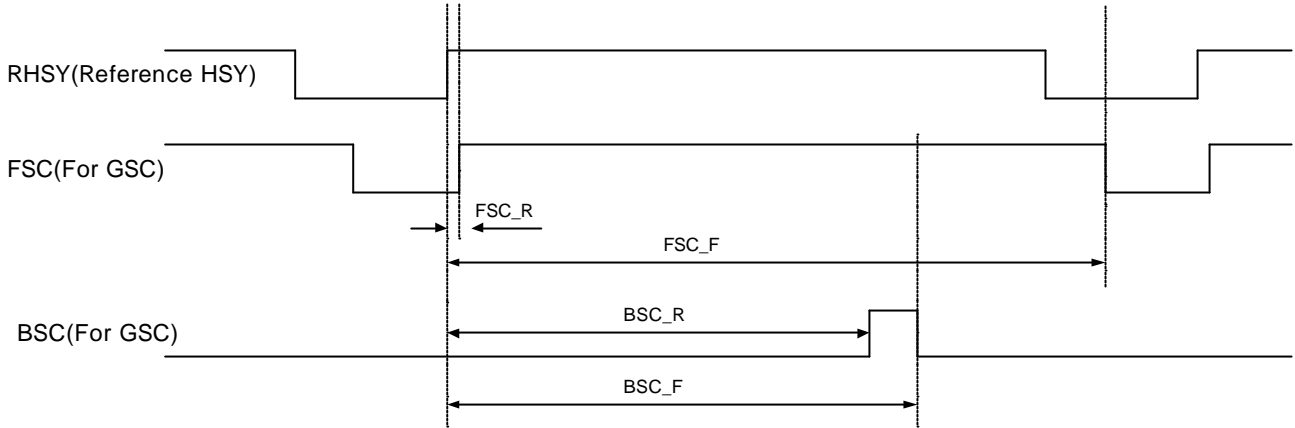 RHSY(Reference HSY)
FSC(For GSC)
FSC_R
FSC_F
BSC(For GSC)
BSC_R
BSC_F